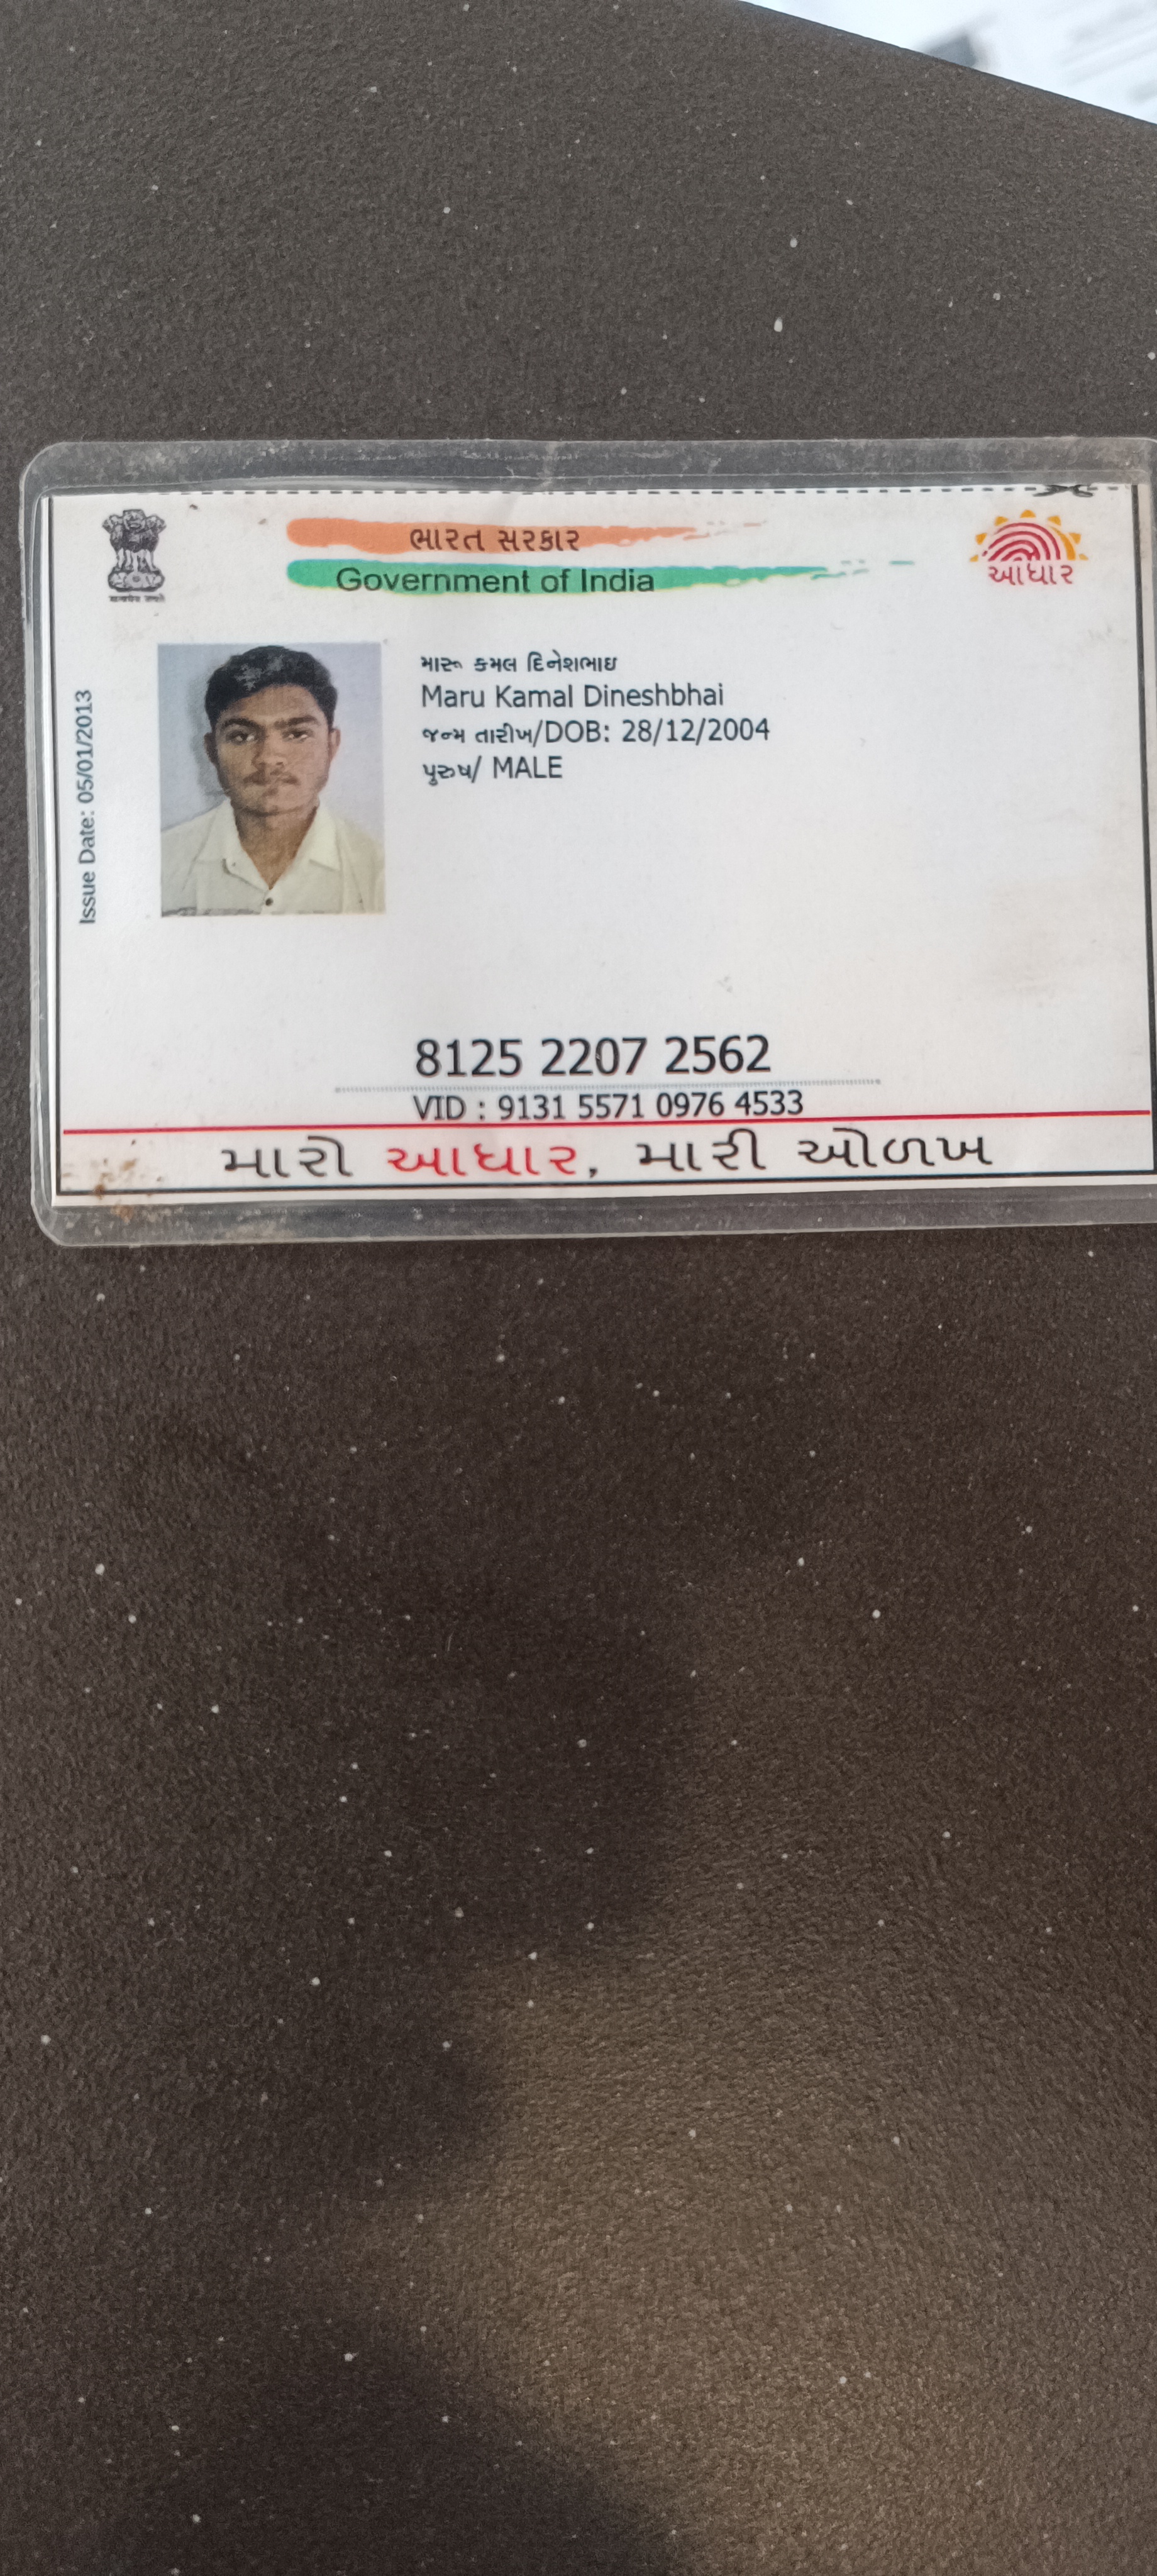 ભારત સરકાર
Government of India
આધાર
Issue Date: 05/01/2013
મારૂ કમલ દિનેશભાઇ
Maru Kamal Dineshbhai
જન્મ તારીખ/DOB: 28/12/2004
પુરુષ/ MALE
8125 2207 2562
VID : 9131 5571 0976 4533
મારો આધાર, મારી ઓળખ